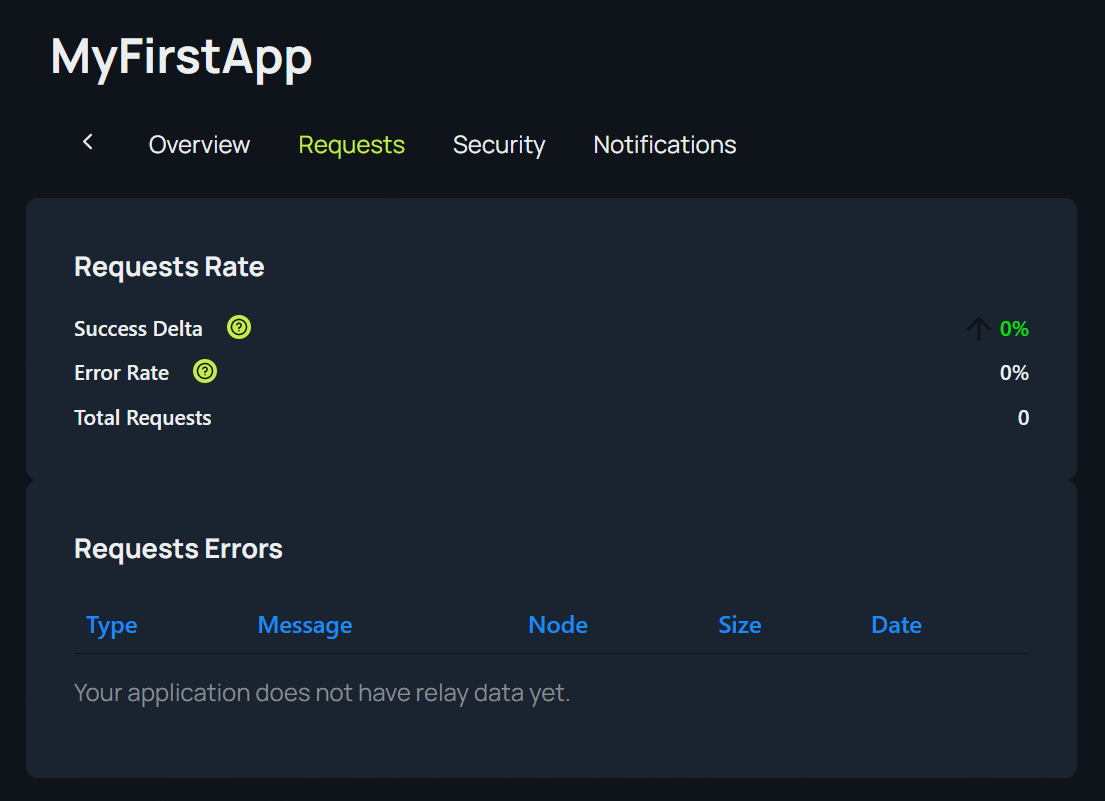 MyFirstApp
Overview Requests Security Notifications
Requests Rate
Success Delta 0%
Error Rate 0%
Total Requests 0
Requests Errors
Type Message Node Size Date
Your application does not have relay data yet.